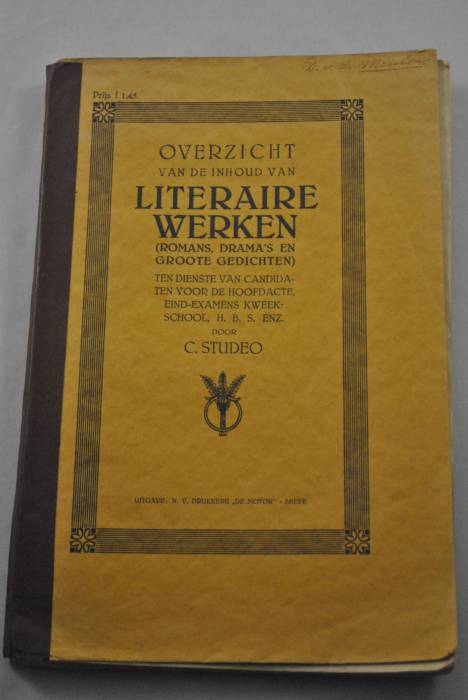 Prijs f 1.45.
OVERZICHT
VAN DE INHOUD VAN
LITERAIRE
WERKEN
(ROMANS, DRAMA'S EN
GROOTE GEDICHTEN)
TEN DIENSTE VAN CANDIDA-
TEN VOOR DE HOOFDACTE,
EIND-EXAMENS KWEEK-
SCHOOL, H. B. S. ENZ.
DOOR
C. STUDEO
UITGAVE: N. V. DRUKKERIJ „DE MOTOR" - SNEEK